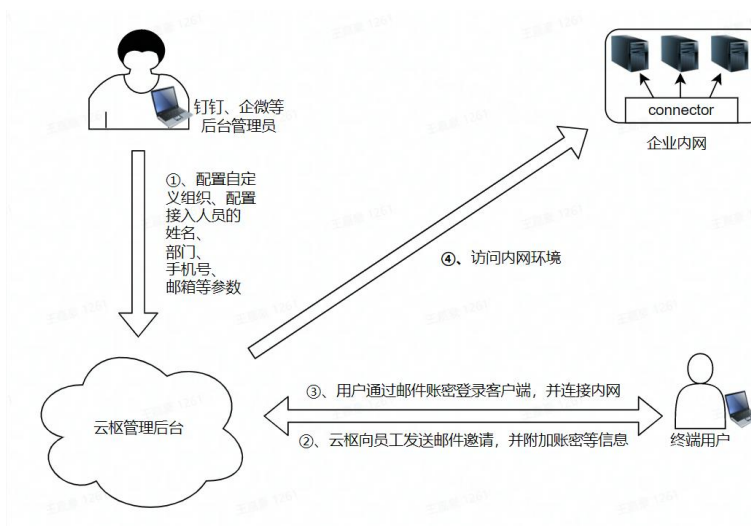 钉钉、企微等
后台管理员
connector
企业内网
①、配置自定
义组织、配置
接入人员的
姓名、
部门、
手机号、
邮箱等参数
④、访问内网环境
③、用户通过邮件账密登录客户端，并连接内网
云枢管理后台
②、云枢向员工发送邮件邀请，并附加账密等信息
终端用户